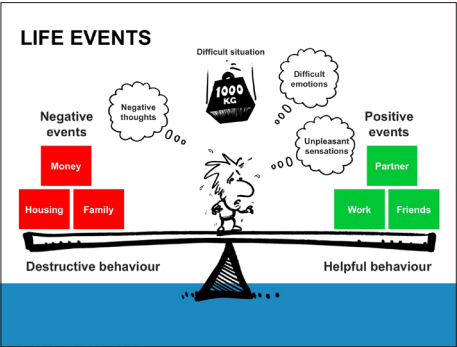 LIFE EVENTS
Difficult situation
1000
KG
Difficult
emotions
Negative
thoughts
Unpleasant
sensations
Negative
events
Positive
events
Money
Partner
Housing
Family
Work
Friends
Destructive behaviour
Helpful behaviour